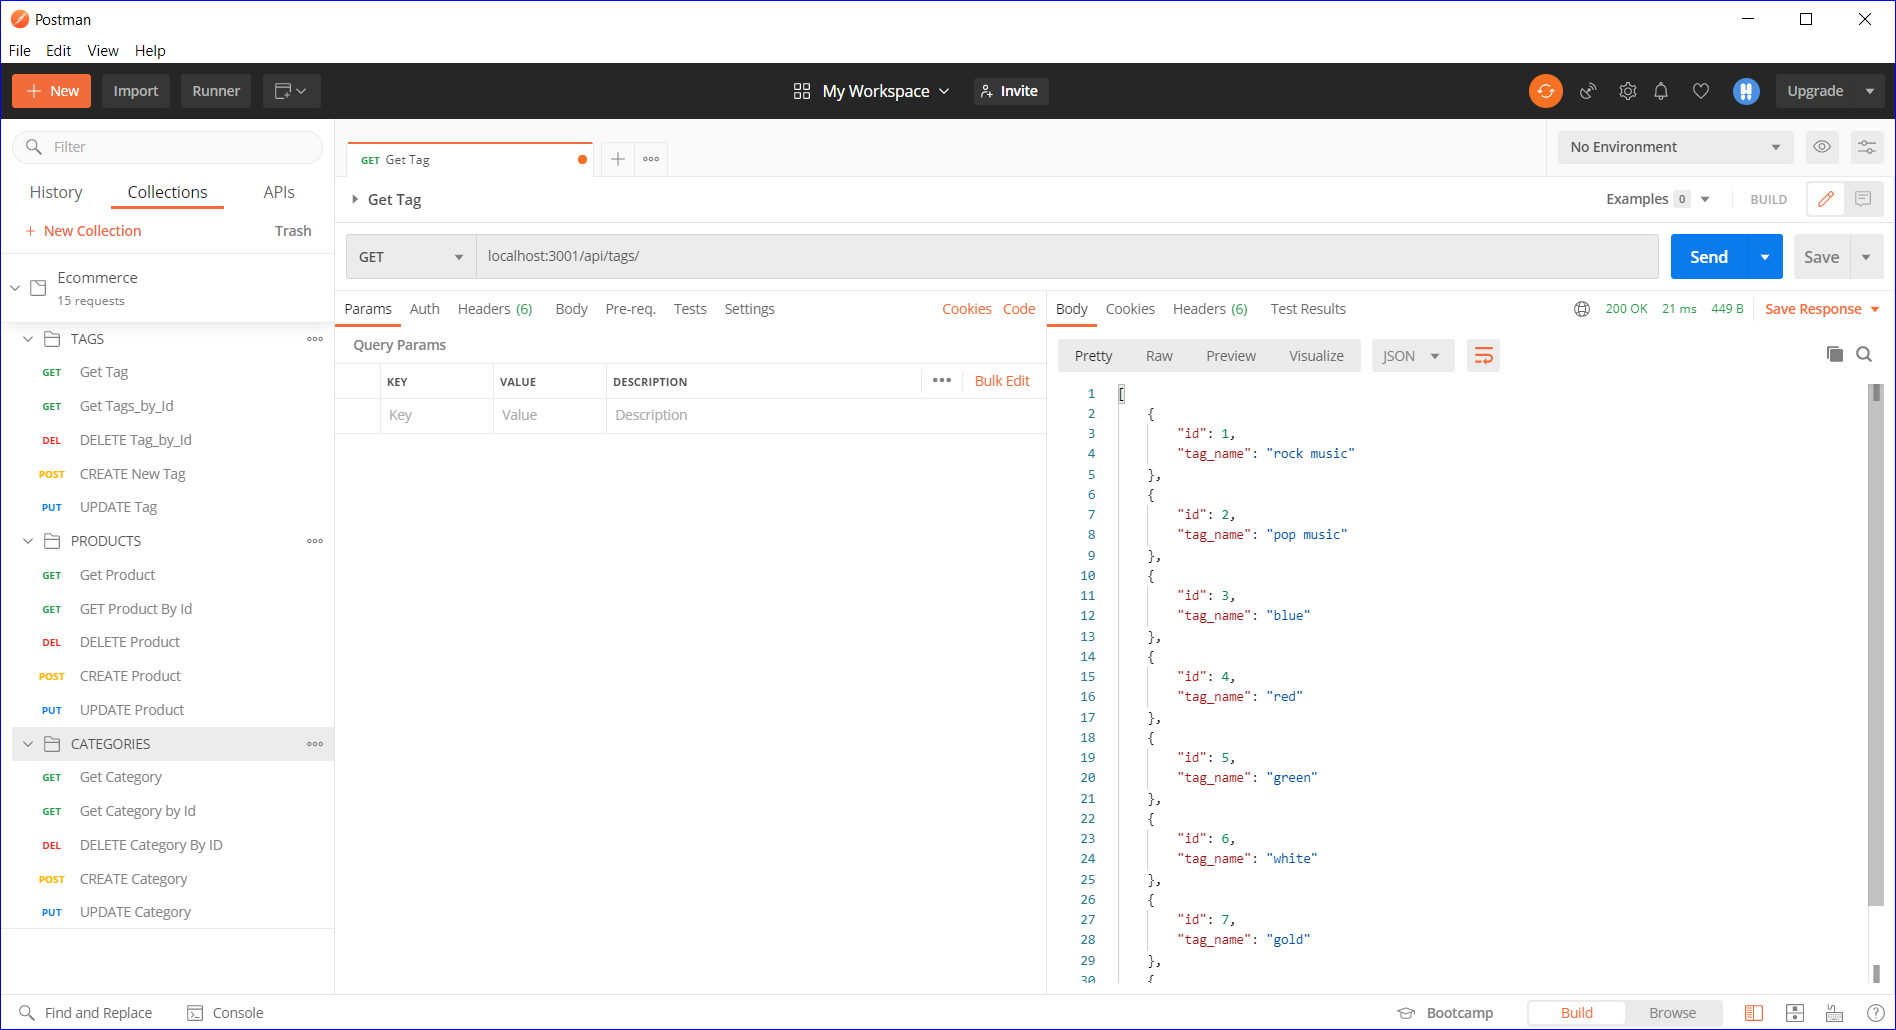 Postman
File Edit View Help
+ New Import Runner My Workspace Invite Upgrade
Filter
History Collections APIs
+ New Collection Trash
Ecommerce
15 requests
TAGS
GET Get Tag
GET Get Tags_by_Id
DEL DELETE Tag_by_Id
POST CREATE New Tag
PUT UPDATE Tag
PRODUCTS
GET Get Product
GET GET Product By Id
DEL DELETE Product
POST CREATE Product
PUT UPDATE Product
CATEGORIES
GET Get Category
GET Get Category by Id
DEL DELETE Category By ID
POST CREATE Category
PUT UPDATE Category
GET Get Tag
No Environment
Get Tag
Examples 0 BUILD
GET localhost:3001/api/tags/ Send Save
Params Auth Headers (6) Body Pre-req. Tests Settings Cookies Code
Query Params
KEY VALUE DESCRIPTION ••• Bulk Edit
Key Value Description
Body Cookies Headers (6) Test Results 200 OK 21 ms 449 B Save Response
Pretty Raw Preview Visualize JSON
1 [
2 {
3 "id": 1,
4 "tag_name": "rock music"
5 },
6 {
7 "id": 2,
8 "tag_name": "pop music"
9 },
10 {
11 "id": 3,
12 "tag_name": "blue"
13 },
14 {
15 "id": 4,
16 "tag_name": "red"
17 },
18 {
19 "id": 5,
20 "tag_name": "green"
21 },
22 {
23 "id": 6,
24 "tag_name": "white"
25 },
26 {
27 "id": 7,
28 "tag_name": "gold"
29 },
30 {
Find and Replace Console Bootcamp Build Browse